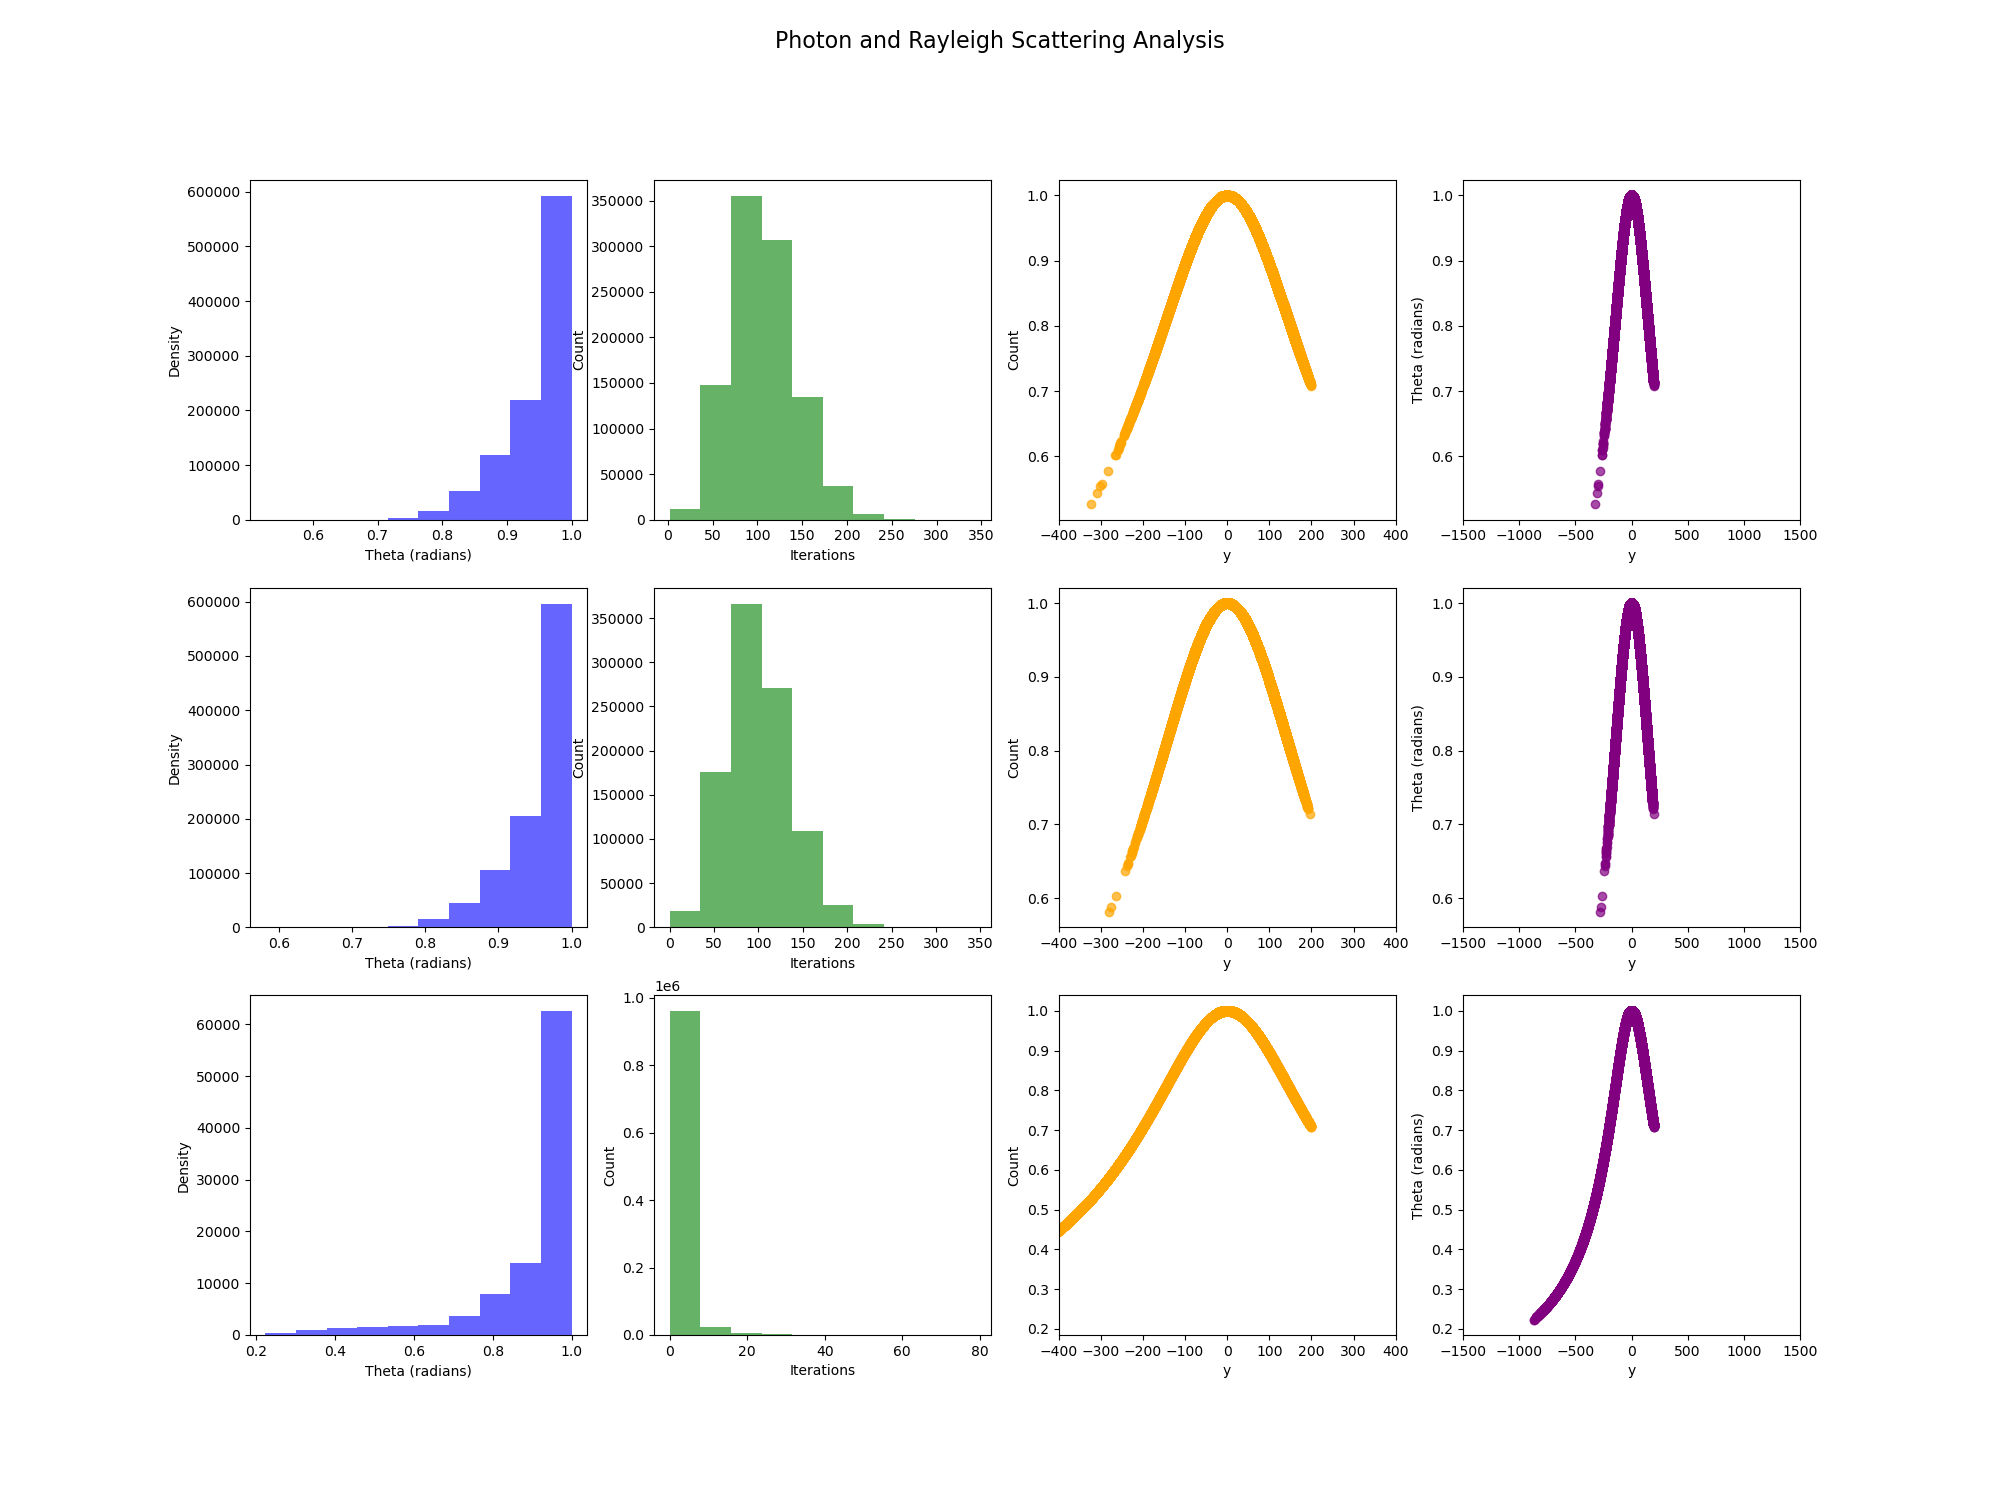 Photon and Rayleigh Scattering Analysis
600000
500000
400000
300000
200000
100000
0
Density
0.6 0.7 0.8 0.9 1.0
Theta (radians)
350000
300000
250000
200000
150000
100000
50000
0
Count
0 50 100 150 200 250 300 350
Iterations
1.0
0.9
0.8
0.7
0.6
Count
−400 −300 −200 −100 0 100 200 300 400
y
1.0
0.9
0.8
0.7
0.6
Theta (radians)
−1500 −1000 −500 0 500 1000 1500
y
600000
500000
400000
300000
200000
100000
0
Density
0.6 0.7 0.8 0.9 1.0
Theta (radians)
350000
300000
250000
200000
150000
100000
50000
0
Count
0 50 100 150 200 250 300 350
Iterations
1.0
0.9
0.8
0.7
0.6
Count
−400 −300 −200 −100 0 100 200 300 400
y
1.0
0.9
0.8
0.7
0.6
Theta (radians)
−1500 −1000 −500 0 500 1000 1500
y
60000
50000
40000
30000
20000
10000
0
Density
0.2 0.4 0.6 0.8 1.0
Theta (radians)
1e6
1.0
0.8
0.6
0.4
0.2
0.0
Count
0 20 40 60 80
Iterations
1.0
0.9
0.8
0.7
0.6
0.5
0.4
0.3
0.2
Count
−400 −300 −200 −100 0 100 200 300 400
y
1.0
0.9
0.8
0.7
0.6
0.5
0.4
0.3
0.2
Theta (radians)
−1500 −1000 −500 0 500 1000 1500
y